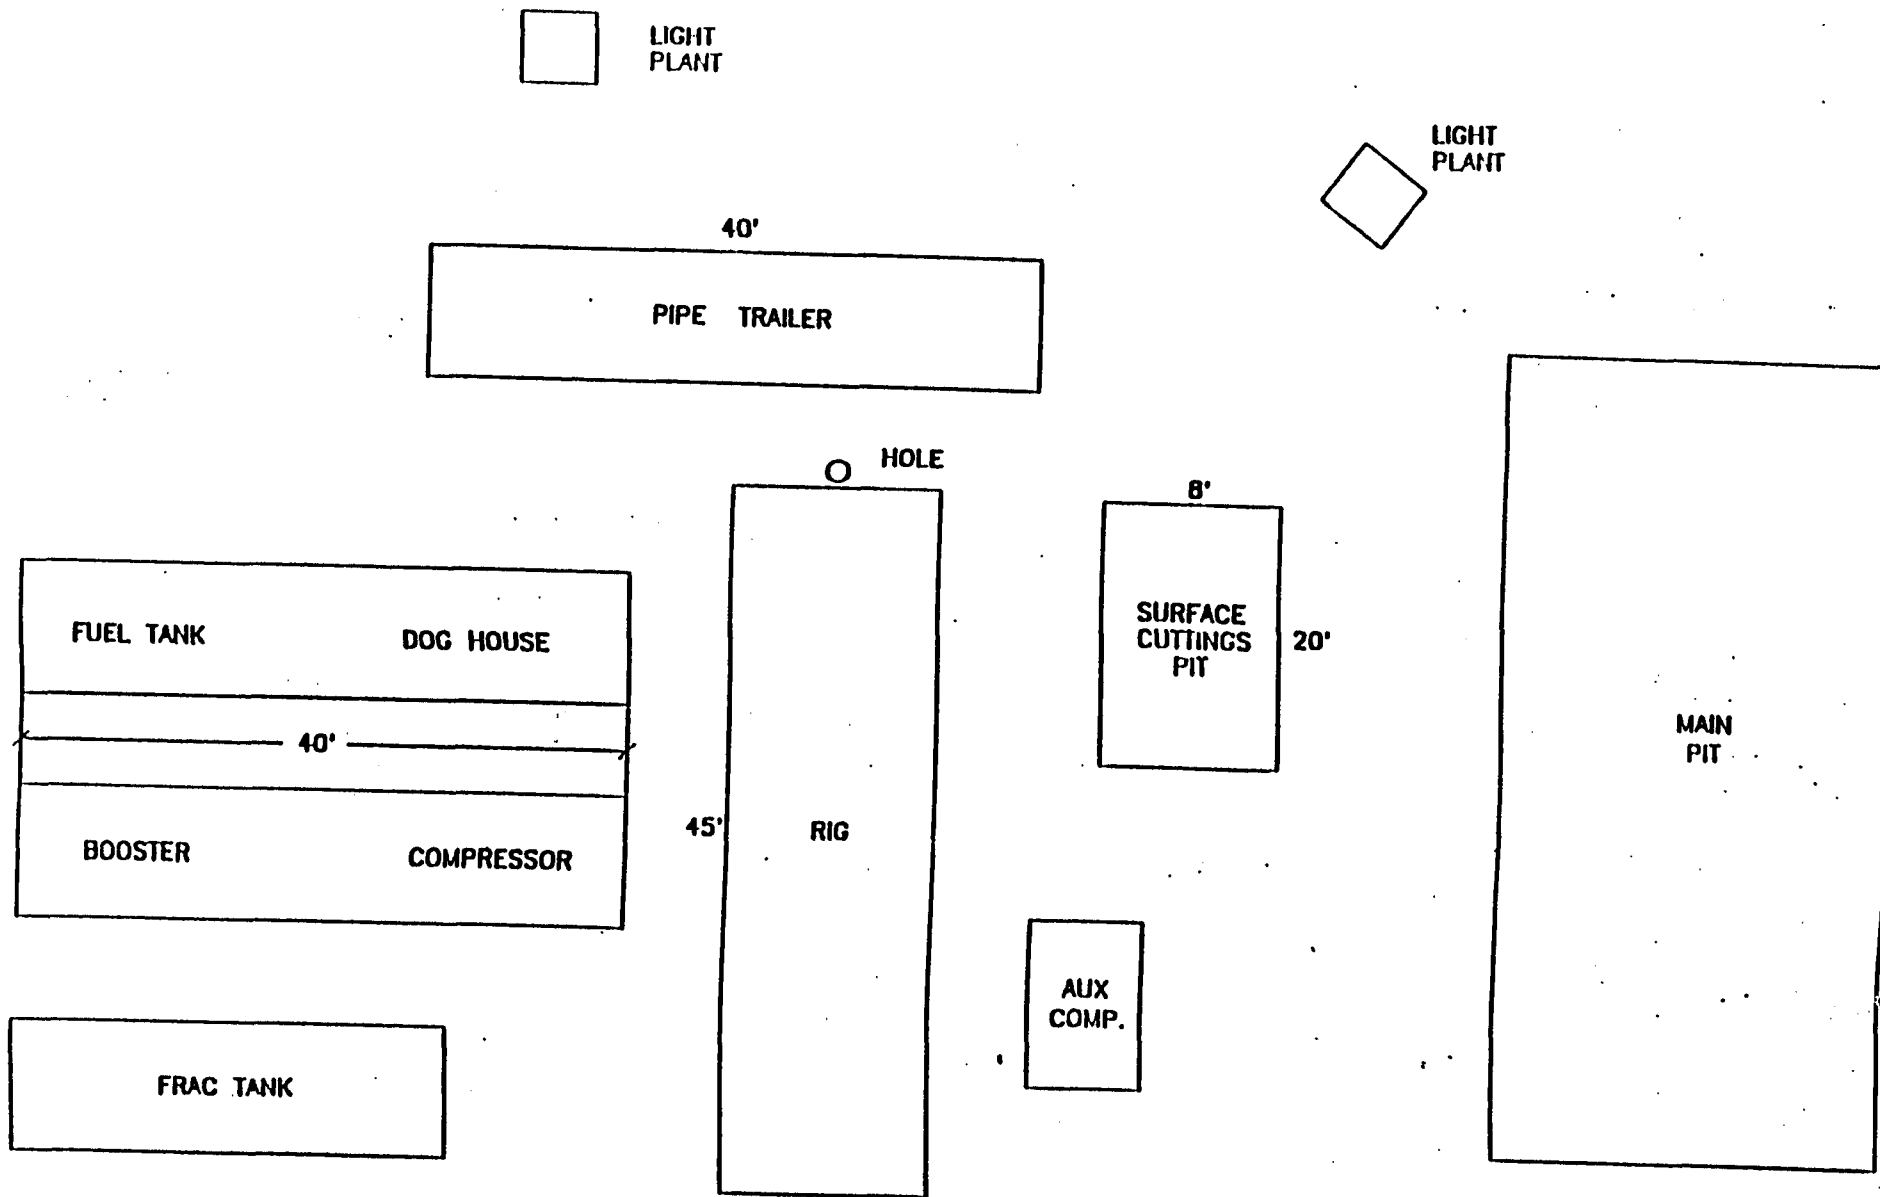 LIGHT
PLANT
LIGHT
PLANT
40'
PIPE TRAILER
HOLE
8'
FUEL TANK
DOG HOUSE
SURFACE
CUTTINGS
PIT
20'
40'
MAIN
PIT
45'
RIG
BOOSTER
COMPRESSOR
AUX
COMP.
FRAC TANK